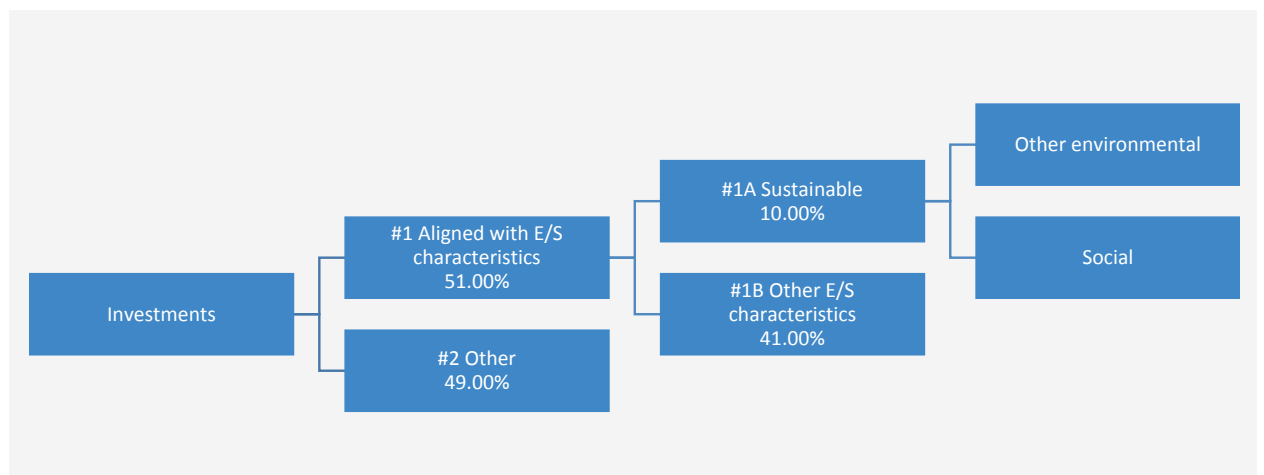 Investments
#1 Aligned with E/S
characteristics
51.00%
#2 Other
49.00%
#1A Sustainable
10.00%
#1B Other E/S
characteristics
41.00%
Other environmental
Social